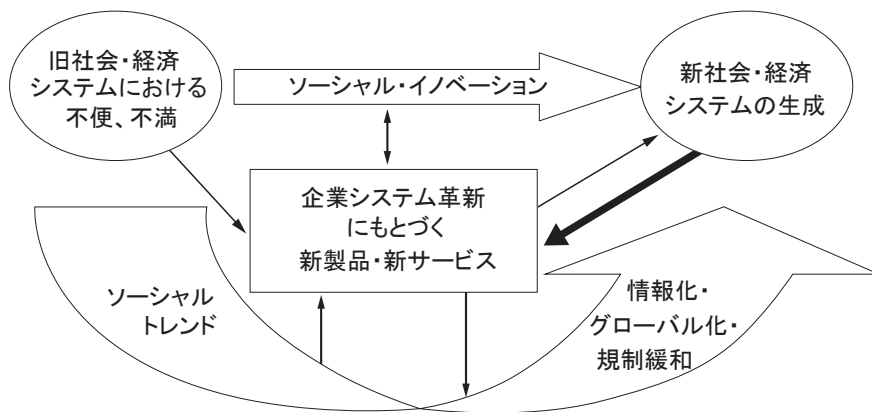 旧社会・経済
システムにおける
不便、不満
ソーシャル・イノベーション
新社会・経済
システムの生成
企業システム革新
にもとづく
新製品・新サービス
ソーシャル
トレンド
情報化・
グローバル化・
規制緩和